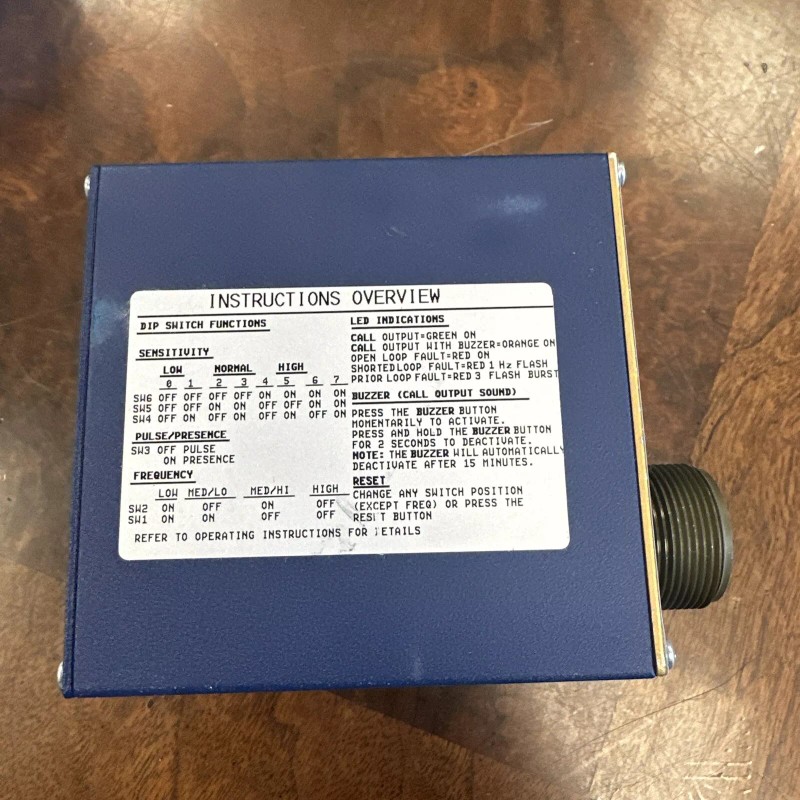 INSTRUCTIONS OVERVIEW
DIP SWITCH FUNCTIONS
SENSITIVITY
LOW NORMAL HIGH
0 1 2 3 4 5 6 7
SW6 OFF OFF OFF OFF ON ON ON ON
SW5 OFF OFF ON ON OFF OFF ON ON
SW4 OFF ON OFF ON OFF ON OFF ON
PULSE/PRESENCE
SW3 OFF PULSE
ON PRESENCE
FREQUENCY
LOW MED/LO MED/HI HIGH
SW2 ON OFF ON OFF
SW1 ON ON OFF OFF
REFER TO OPERATING INSTRUCTIONS FOR DETAILS
LED INDICATIONS
CALL OUTPUT=GREEN ON
CALL OUTPUT WITH BUZZER=ORANGE ON
OPEN LOOP FAULT=RED ON
SHORTED LOOP FAULT=RED 1 Hz FLASH
PRIOR LOOP FAULT=RED 3 FLASH BURST
BUZZER (CALL OUTPUT SOUND)
PRESS THE BUZZER BUTTON
MOMENTARILY TO ACTIVATE.
PRESS AND HOLD THE BUZZER BUTTON
FOR 2 SECONDS TO DEACTIVATE.
NOTE: THE BUZZER WILL AUTOMATICALLY
DEACTIVATE AFTER 15 MINUTES.
RESET
CHANGE ANY SWITCH POSITION
(EXCEPT FREQ) OR PRESS THE
RESET BUTTON